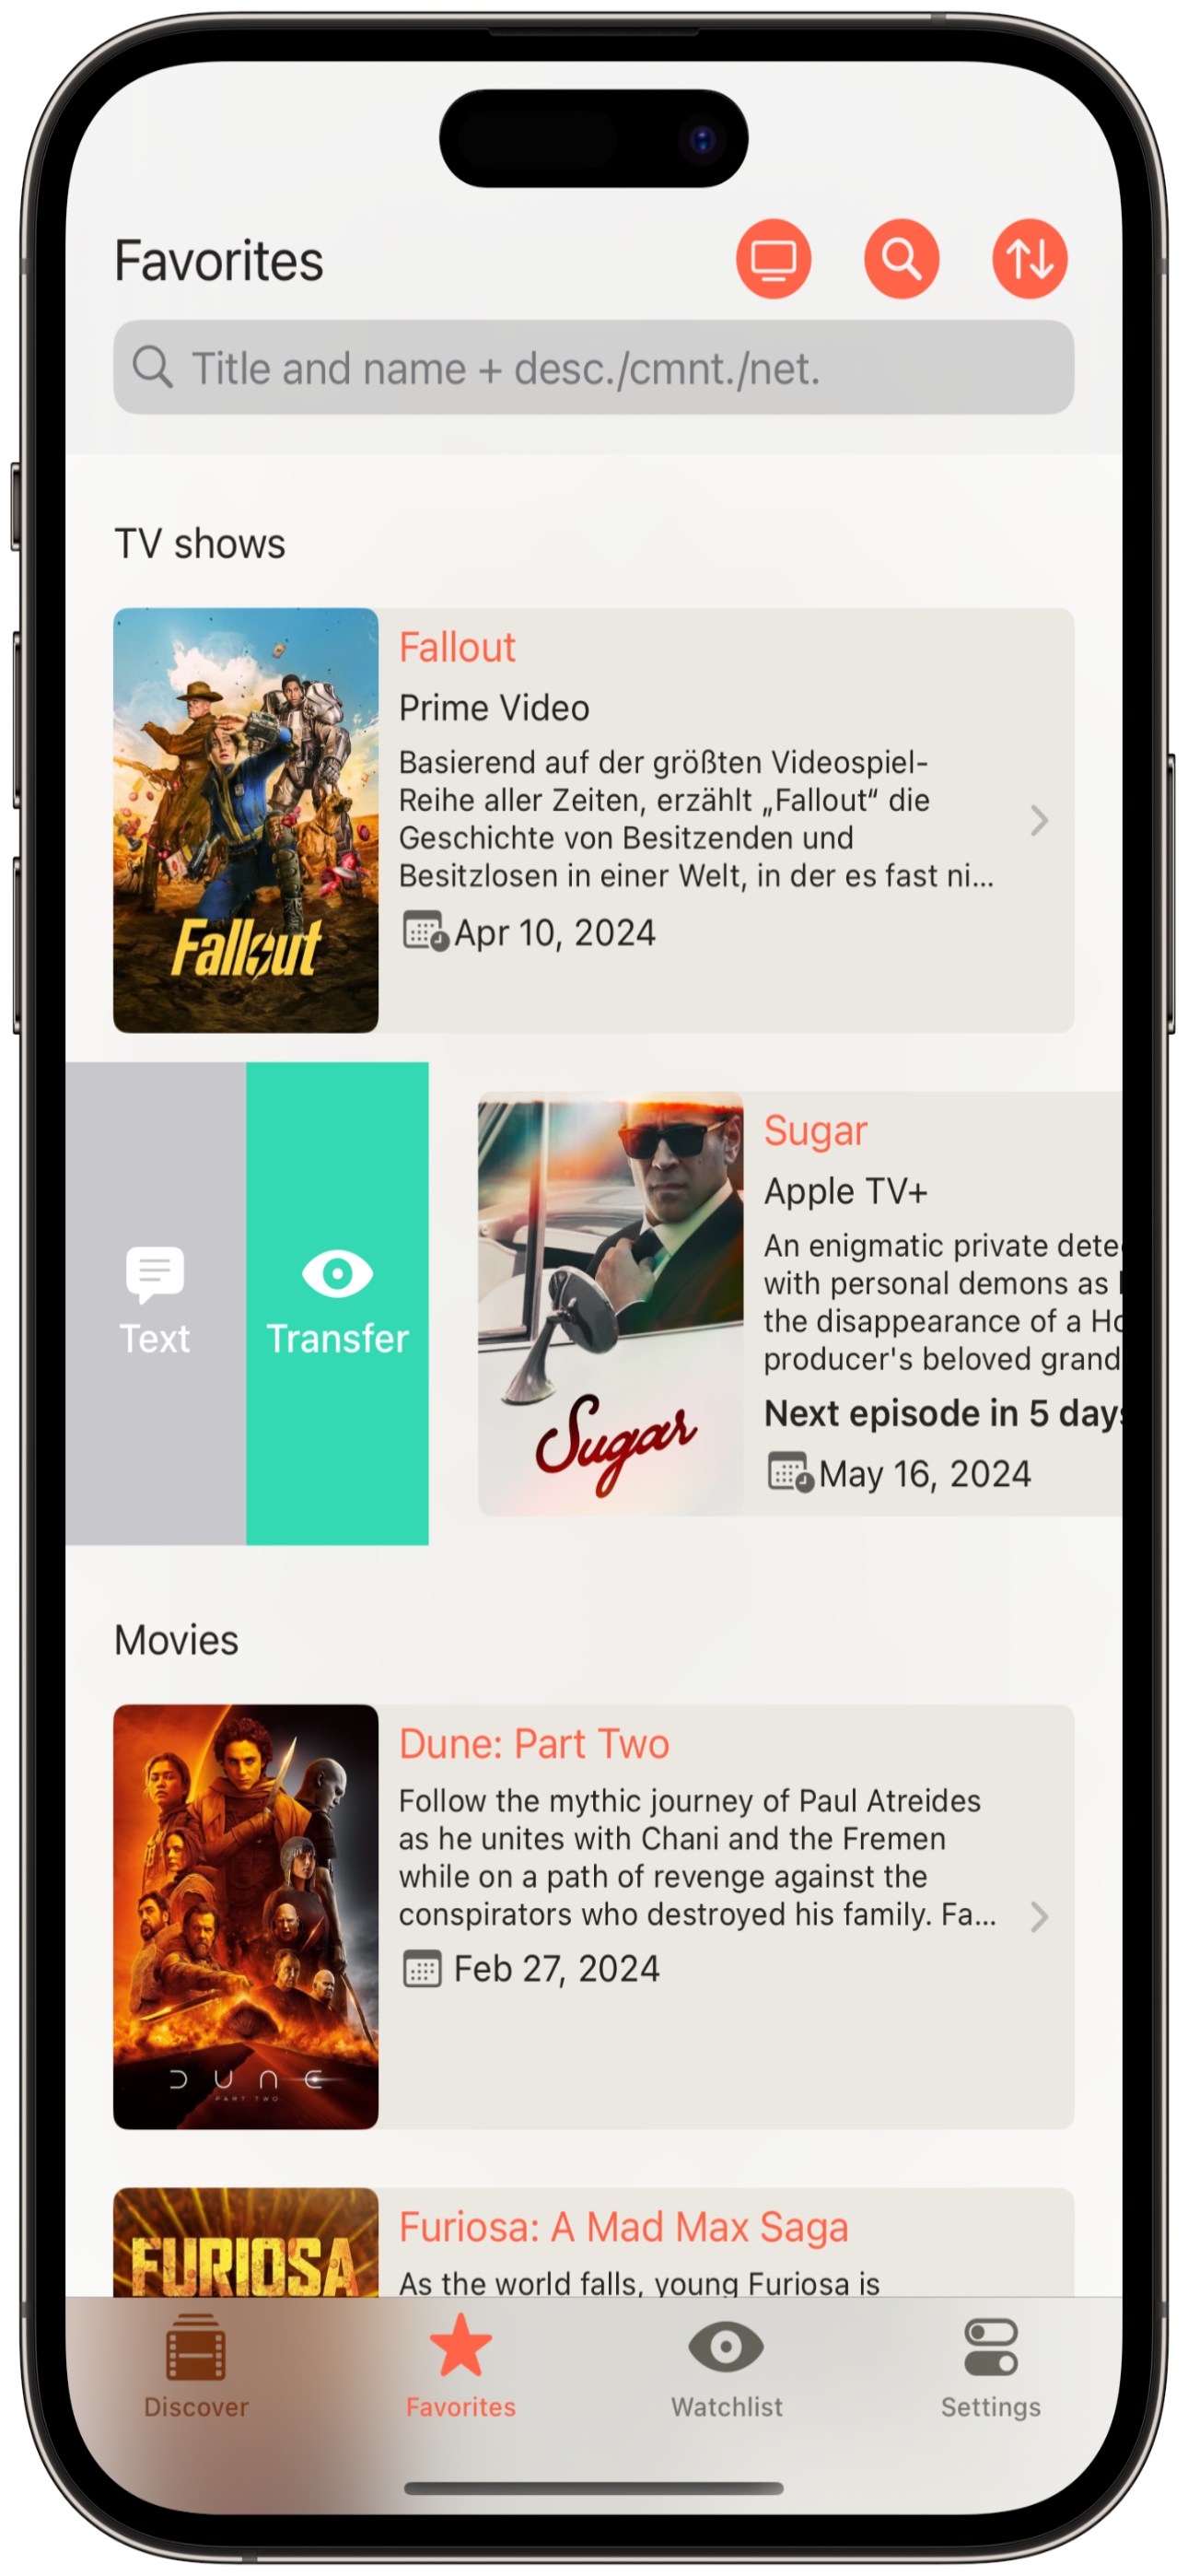 Favorites
Title and name + desc./cmnt./net.
TV shows
Fallout
Prime Video
Basierend auf der größten Videospiel-
Reihe aller Zeiten, erzählt „Fallout“ die
Geschichte von Besitzenden und
Besitzlosen in einer Welt, in der es fast ni...
Apr 10, 2024
Fallout
Text
Transfer
Sugar
Apple TV+
An enigmatic private dete
with personal demons as
the disappearance of a Ho
producer's beloved grand
Next episode in 5 days
May 16, 2024
Sugar
Movies
Dune: Part Two
Follow the mythic journey of Paul Atreides
as he unites with Chani and the Fremen
while on a path of revenge against the
conspirators who destroyed his family. Fa...
Feb 27, 2024
DUNE
PART TWO
FURIOSA
Furiosa: A Mad Max Saga
As the world falls, young Furiosa is
Discover
Favorites
Watchlist
Settings